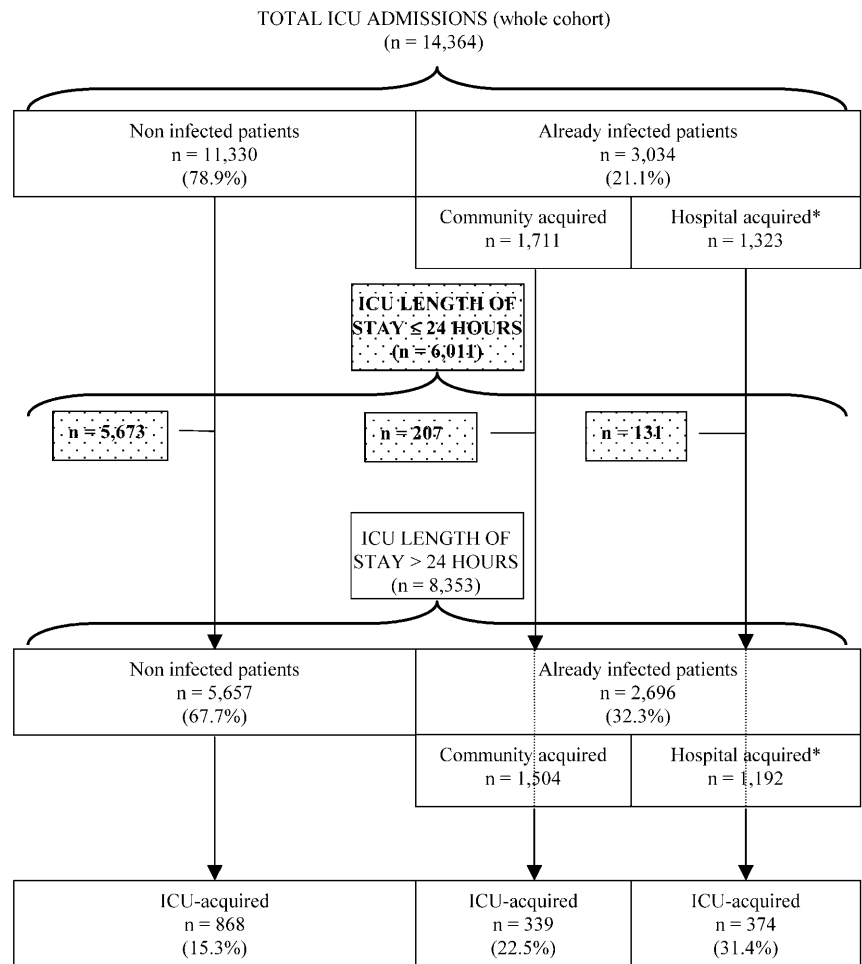 TOTAL ICU ADMISSIONS (whole cohort)
(n = 14,364)
Non infected patients
n = 11,330
(78.9%)
Already infected patients
n = 3,034
(21.1%)
Community acquired
n = 1,711
Hospital acquired*
n = 1,323
ICU LENGTH OF
STAY ≤ 24 HOURS
(n = 6,011)
n = 5,673
n = 207
n = 131
ICU LENGTH OF
STAY > 24 HOURS
(n = 8,353)
Non infected patients
n = 5,657
(67.7%)
Already infected patients
n = 2,696
(32.3%)
Community acquired
n = 1,504
Hospital acquired*
n = 1,192
ICU-acquired
n = 868
(15.3%)
ICU-acquired
n = 339
(22.5%)
ICU-acquired
n = 374
(31.4%)